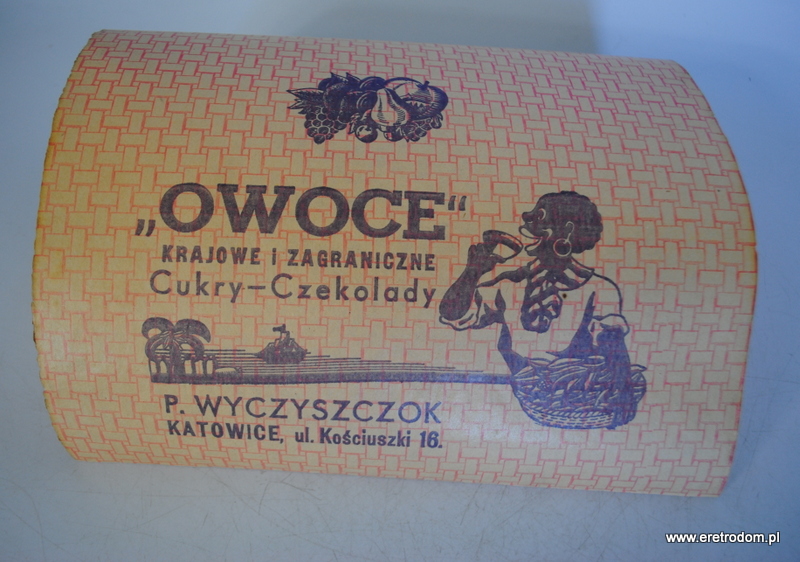 „OWOCE“
KRAJOWE i ZAGRANICZNE
Cukry—Czekolady
P. WYCZYSZCZOK
KATOWICE, ul. Kościuszki 16.
www.eretrodom.pl